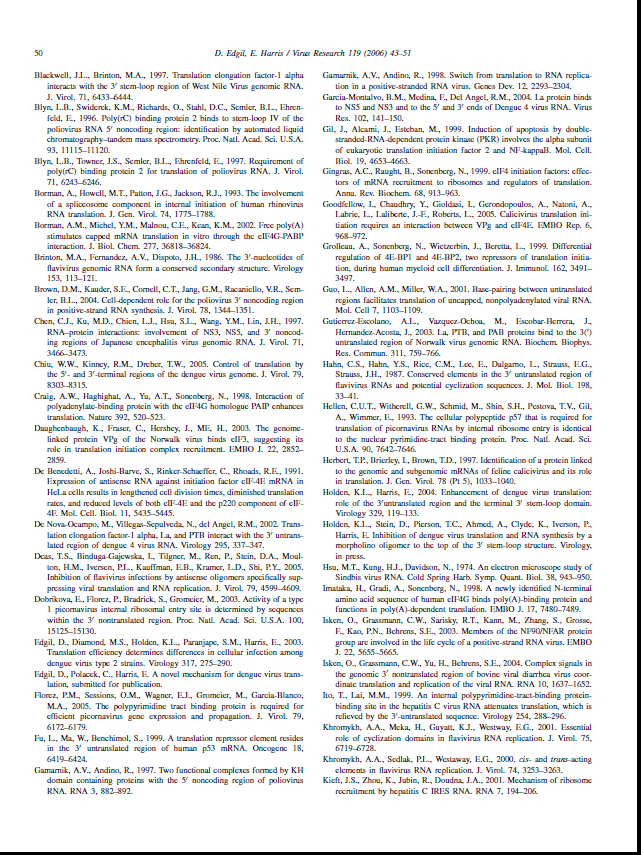 50
D. Edgil, E. Harris / Virus Research 119 (2006) 43–51
Blackwell, J.L., Brinton, M.A., 1997. Translation elongation factor-1 alpha
interacts with the 3′ stem-loop region of West Nile Virus genomic RNA.
J. Virol. 71, 6433–6444.
Blyn, L.B., Swiderek, K.M., Richards, O., Stahl, D.C., Semler, B.L., Ehren-
feld, E., 1996. Poly(rC) binding protein 2 binds to stem-loop IV of the
poliovirus RNA 5′ noncoding region: identification by automated liquid
chromatography–tandem mass spectrometry. Proc. Natl. Acad. Sci. U.S.A.
93, 11115–11120.
Blyn, L.B., Towner, J.S., Semler, B.L., Ehrenfeld, E., 1997. Requirement of
poly(rC) binding protein 2 for translation of poliovirus RNA. J. Virol.
71, 6243–6246.
Borman, A., Howell, M.T., Patton, J.G., Jackson, R.J., 1993. The involvement
of a spliceosome component in internal initiation of human rhinovirus
RNA translation. J. Gen. Virol. 74, 1775–1788.
Borman, A.M., Michel, Y.M., Malnou, C.E., Kean, K.M., 2002. Free poly(A)
stimulates capped mRNA translation in vitro through the eIF4G-PABP
interaction. J. Biol. Chem. 277, 36818–36824.
Brinton, M.A., Fernandez, A.V., Dispoto, J.H., 1986. The 3′-nucleotides of
flavivirus genomic RNA form a conserved secondary structure. Virology
153, 113–121.
Brown, D.M., Kauder, S.E., Cornell, C.T., Jang, G.M., Racaniello, V.R., Sem-
ler, B.L., 2004. Cell-dependent role for the poliovirus 3′ noncoding region
in positive-strand RNA synthesis. J. Virol. 78, 1344–1351.
Chen, C.J., Ku, M.D., Chien, L.J., Hsu, S.L., Wang, Y.M., Lin, J.H., 1997.
RNA–protein interactions: involvement of NS3, NS5, and 3′ noncod-
ing regions of Japanese encephalitis virus genomic RNA. J. Virol. 71,
3466–3473.
Chiu, W.W., Kinney, R.M., Dreher, T.W., 2005. Control of translation by
the 5′- and 3′-terminal regions of the dengue virus genome. J. Virol. 79,
8303–8315.
Craig, A.W., Haghighat, A., Yu, A.T., Sonenberg, N., 1998. Interaction of
polyadenylate-binding protein with the eIF4G homologue PAIP enhances
translation. Nature 392, 520–523.
Daughenbaugh, K., Fraser, C., Hershey, J., ME, H., 2003. The genome-
linked protein VPg of the Norwalk virus binds eIF3, suggesting its
role in translation initiation complex recruitment. EMBO J. 22, 2852–
2859.
De Benedetti, A., Joshi-Barve, S., Rinker-Schaeffer, C., Rhoads, R.E., 1991.
Expression of antisense RNA against initiation factor eIF-4E mRNA in
HeLa cells results in lengthened cell division times, diminished translation
rates, and reduced levels of both eIF-4E and the p220 component of eIF-
4F. Mol. Cell. Biol. 11, 5435–5445.
De Nova-Ocampo, M., Villegas-Sepulveda, N., del Angel, R.M., 2002. Trans-
lation elongation factor-1 alpha, La, and PTB interact with the 3′ untrans-
lated region of dengue 4 virus RNA. Virology 295, 337–347.
Deas, T.S., Binduga-Gajewska, I., Tilgner, M., Ren, P., Stein, D.A., Moul-
ton, H.M., Iversen, P.L., Kauffman, E.B., Kramer, L.D., Shi, P.Y., 2005.
Inhibition of flavivirus infections by antisense oligomers specifically sup-
pressing viral translation and RNA replication. J. Virol. 79, 4599–4609.
Dobrikova, E., Florez, P., Bradrick, S., Gromeier, M., 2003. Activity of a type
1 picornavirus internal ribosomal entry site is determined by sequences
within the 3′ nontranslated region. Proc. Natl. Acad. Sci. U.S.A. 100,
15125–15130.
Edgil, D., Diamond, M.S., Holden, K.L., Paranjape, S.M., Harris, E., 2003.
Translation efficiency determines differences in cellular infection among
dengue virus type 2 strains. Virology 317, 275–290.
Edgil, D., Polacek, C., Harris, E. A novel mechanism for dengue virus trans-
lation, submitted for publication.
Florez, P.M., Sessions, O.M., Wagner, E.J., Gromeier, M., Garcia-Blanco,
M.A., 2005. The polypyrimidine tract binding protein is required for
efficient picornavirus gene expression and propagation. J. Virol. 79,
6172–6179.
Fu, L., Ma, W., Benchimol, S., 1999. A translation repressor element resides
in the 3′ untranslated region of human p53 mRNA. Oncogene 18,
6419–6424.
Gamarnik, A.V., Andino, R., 1997. Two functional complexes formed by KH
domain containing proteins with the 5′ noncoding region of poliovirus
RNA. RNA 3, 882–892.
Gamarnik, A.V., Andino, R., 1998. Switch from translation to RNA replica-
tion in a positive-stranded RNA virus. Genes Dev. 12, 2293–2304.
Garcia-Montalvo, B.M., Medina, F., Del Angel, R.M., 2004. La protein binds
to NS5 and NS3 and to the 5′ and 3′ ends of Dengue 4 virus RNA. Virus
Res. 102, 141–150.
Gil, J., Alcami, J., Esteban, M., 1999. Induction of apoptosis by double-
stranded-RNA-dependent protein kinase (PKR) involves the alpha subunit
of eukaryotic translation initiation factor 2 and NF-kappaB. Mol. Cell.
Biol. 19, 4653–4663.
Gingras, A.C., Raught, B., Sonenberg, N., 1999. eIF4 initiation factors: effec-
tors of mRNA recruitment to ribosomes and regulators of translation.
Annu. Rev. Biochem. 68, 913–963.
Goodfellow, I., Chaudhry, Y., Gioldasi, I., Gerondopoulos, A., Natoni, A.,
Labrie, L., Laliberte, J.-F., Roberts, L., 2005. Calicivirus translation ini-
tiation requires an interaction between VPg and eIF4E. EMBO Rep. 6,
968–972.
Grolleau, A., Sonenberg, N., Wietzerbin, J., Beretta, L., 1999. Differential
regulation of 4E-BP1 and 4E-BP2, two repressors of translation initia-
tion, during human myeloid cell differentiation. J. Immunol. 162, 3491–
3497.
Guo, L., Allen, E.M., Miller, W.A., 2001. Base-pairing between untranslated
regions facilitates translation of uncapped, nonpolyadenylated viral RNA.
Mol. Cell 7, 1103–1109.
Gutierrez-Escolano, A.L., Vazquez-Ochoa, M., Escobar-Herrera, J.,
Hernandez-Acosta, J., 2003. La, PTB, and PAB proteins bind to the 3(′)
untranslated region of Norwalk virus genomic RNA. Biochem. Biophys.
Res. Commun. 311, 759–766.
Hahn, C.S., Hahn, Y.S., Rice, C.M., Lee, E., Dalgarno, L., Strauss, E.G.,
Strauss, J.H., 1987. Conserved elements in the 3′ untranslated region of
flavivirus RNAs and potential cyclization sequences. J. Mol. Biol. 198,
33–41.
Hellen, C.U.T., Witherell, G.W., Schmid, M., Shin, S.H., Pestova, T.V., Gil,
A., Wimmer, E., 1993. The cellular polypeptide p57 that is required for
translation of picornavirus RNAs by internal ribosome entry is identical
to the nuclear pyrimidine-tract binding protein. Proc. Natl. Acad. Sci.
U.S.A. 90, 7642–7646.
Herbert, T.P., Brierley, I., Brown, T.D., 1997. Identification of a protein linked
to the genomic and subgenomic mRNAs of feline calicivirus and its role
in translation. J. Gen. Virol. 78 (Pt 5), 1033–1040.
Holden, K.L., Harris, E., 2004. Enhancement of dengue virus translation:
role of the 3′untranslated region and the terminal 3′ stem-loop domain.
Virology 329, 119–133.
Holden, K.L., Stein, D., Pierson, T.C., Ahmed, A., Clyde, K., Iverson, P.,
Harris, E. Inhibition of dengue virus translation and RNA synthesis by a
morpholino oligomer to the top of the 3′ stem-loop structure. Virology,
in press.
Hsu, M.T., Kung, H.J., Davidson, N., 1974. An electron microscope study of
Sindbis virus RNA. Cold Spring Harb. Symp. Quant. Biol. 38, 943–950.
Imataka, H., Gradi, A., Sonenberg, N., 1998. A newly identified N-terminal
amino acid sequence of human eIF4G binds poly(A)-binding protein and
functions in poly(A)-dependent translation. EMBO J. 17, 7480–7489.
Isken, O., Grassmann, C.W., Sarisky, R.T., Kann, M., Zhang, S., Grosse,
F., Kao, P.N., Behrens, S.E., 2003. Members of the NF90/NFAR protein
group are involved in the life cycle of a positive-strand RNA virus. EMBO
J. 22, 5655–5665.
Isken, O., Grassmann, C.W., Yu, H., Behrens, S.E., 2004. Complex signals in
the genomic 3′ nontranslated region of bovine viral diarrhea virus coor-
dinate translation and replication of the viral RNA. RNA 10, 1637–1652.
Ito, T., Lai, M.M., 1999. An internal polypyrimidine-tract-binding protein-
binding site in the hepatitis C virus RNA attenuates translation, which is
relieved by the 3′-untranslated sequence. Virology 254, 288–296.
Khromykh, A.A., Meka, H., Guyatt, K.J., Westway, E.G., 2001. Essential
role of cyclization domains in flavivirus RNA replication. J. Virol. 75,
6719–6728.
Khromykh, A.A., Sedlak, P.L., Westaway, E.G., 2000. cis- and trans-acting
elements in flavivirus RNA replication. J. Virol. 74, 3253–3263.
Kieft, J.S., Zhou, K., Jubin, R., Doudna, J.A., 2001. Mechanism of ribosome
recruitment by hepatitis C IRES RNA. RNA 7, 194–206.